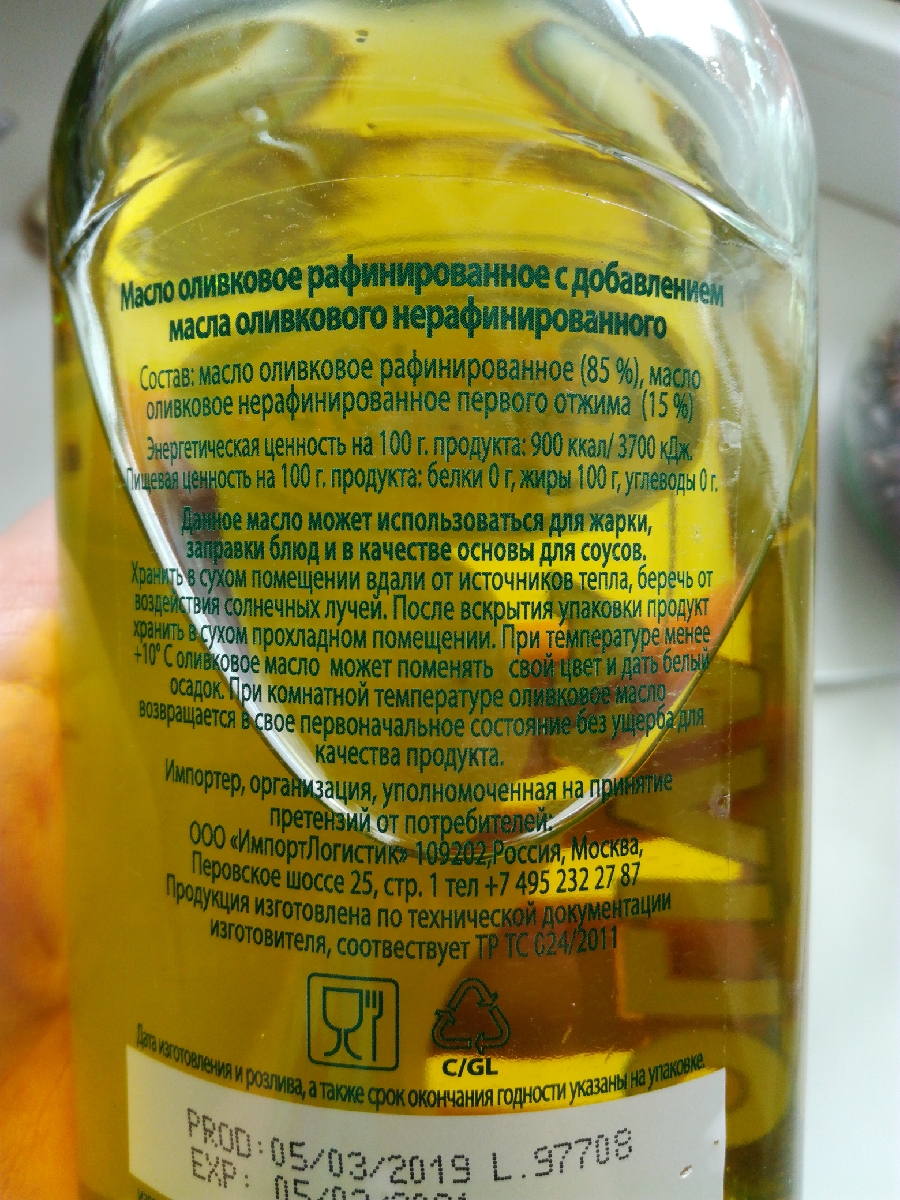 Масло оливковое рафинированное с добавлением
масла оливкового нерафинированного
Состав: масло оливковое рафинированное (85 %), масло
оливковое нерафинированное первого отжима (15 %)
Энергетическая ценность на 100 г. продукта: 900 ккал/ 3700 кДж.
Пищевая ценность на 100 г. продукта: белки 0 г, жиры 100 г, углеводы 0 г.
Данное масло может использоваться для жарки,
заправки блюд и в качестве основы для соусов.
Хранить в сухом помещении вдали от источников тепла, беречь от
воздействия солнечных лучей. После вскрытия упаковки продукт
хранить в сухом прохладном помещении. При температуре менее
+10° С оливковое масло может поменять свой цвет и дать белый
осадок. При комнатной температуре оливковое масло
возвращается в свое первоначальное состояние без ущерба для
качества продукта.
Импортер, организация, уполномоченная на принятие
претензий от потребителей:
ООО «ИмпортЛогистик» 109202,Россия, Москва,
Перовское шоссе 25, стр. 1 тел +7 495 232 27 87
Продукция изготовлена по технической документации
изготовителя, соотвествует ТР ТС 024/2011
C/GL
Дата изготовления и розлива, а также срок окончания годности указаны на упаковке.
PROD:05/03/2019 L.97708
EXP: